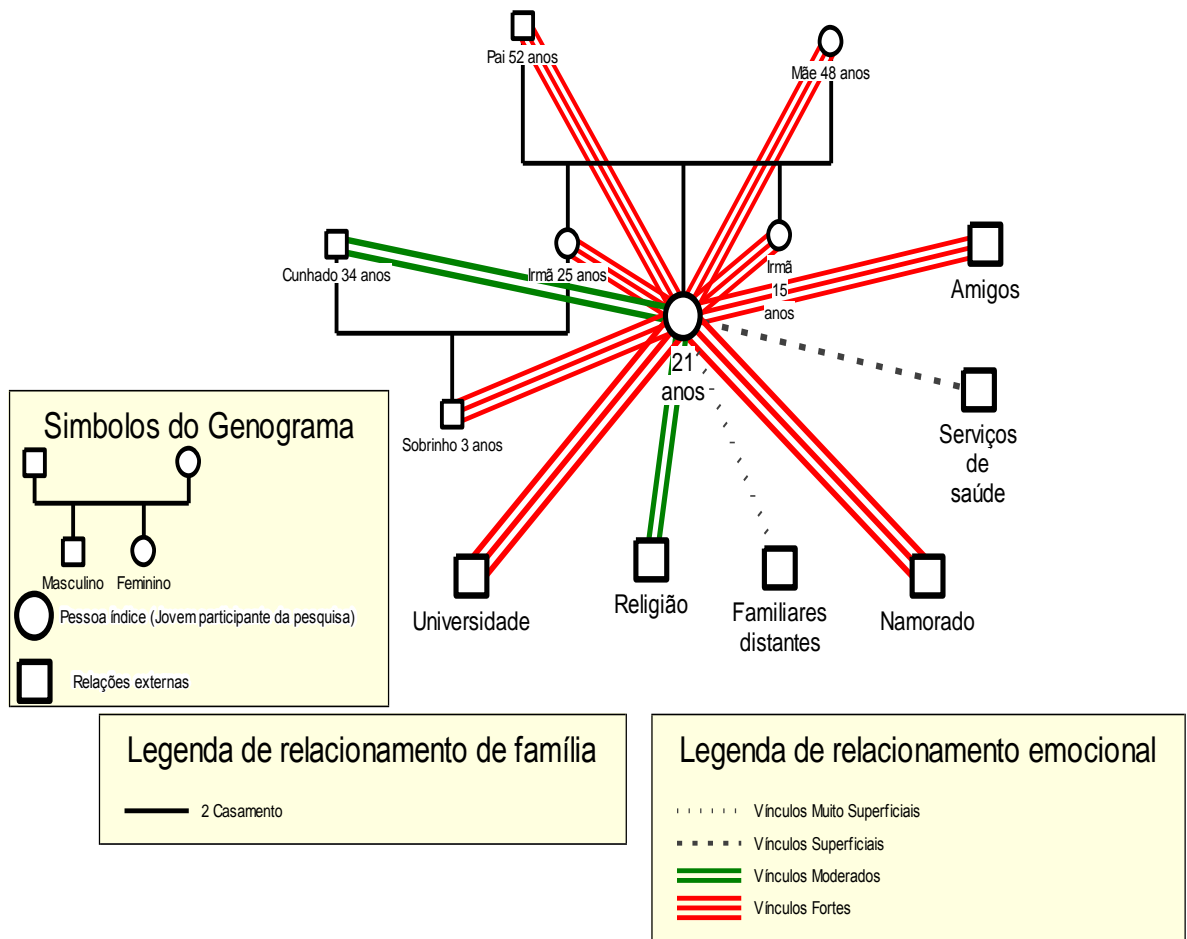 Pai 52 anos
Mãe 48 anos
Cunhado 34 anos
Irmã 25 anos
Irmã
15
anos
Amigos
21
anos
Serviços
de
saúde
Sobrinho 3 anos
Universidade
Religião
Familiares
distantes
Namorado
Simbolos do Genograma
Masculino
Feminino
Pessoa índice (Jovem participante da pesquisa)
Relações externas
Legenda de relacionamento de família
2 Casamento
Legenda de relacionamento emocional
Vínculos Muito Superficiais
Vínculos Superficiais
Vínculos Moderados
Vínculos Fortes